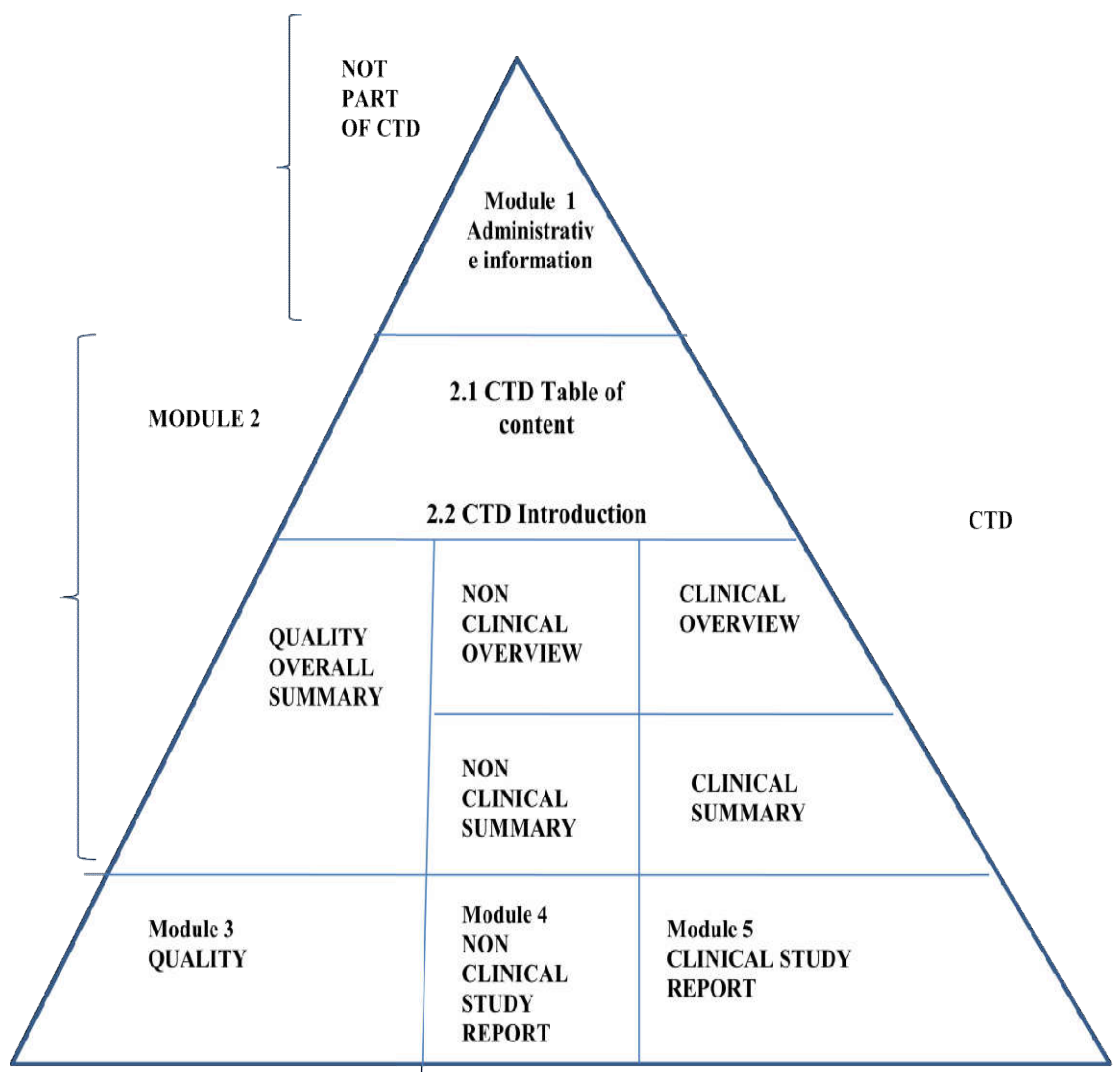 NOT
PART
OF CTD
Module 1
Administrativ
e information
MODULE 2
2.1 CTD Table of
content
2.2 CTD Introduction
CTD
QUALITY
OVERALL
SUMMARY
NON
CLINICAL
OVERVIEW
CLINICAL
OVERVIEW
NON
CLINICAL
SUMMARY
CLINICAL
SUMMARY
Module 3
QUALITY
Module 4
NON
CLINICAL
STUDY
REPORT
Module 5
CLINICAL STUDY
REPORT